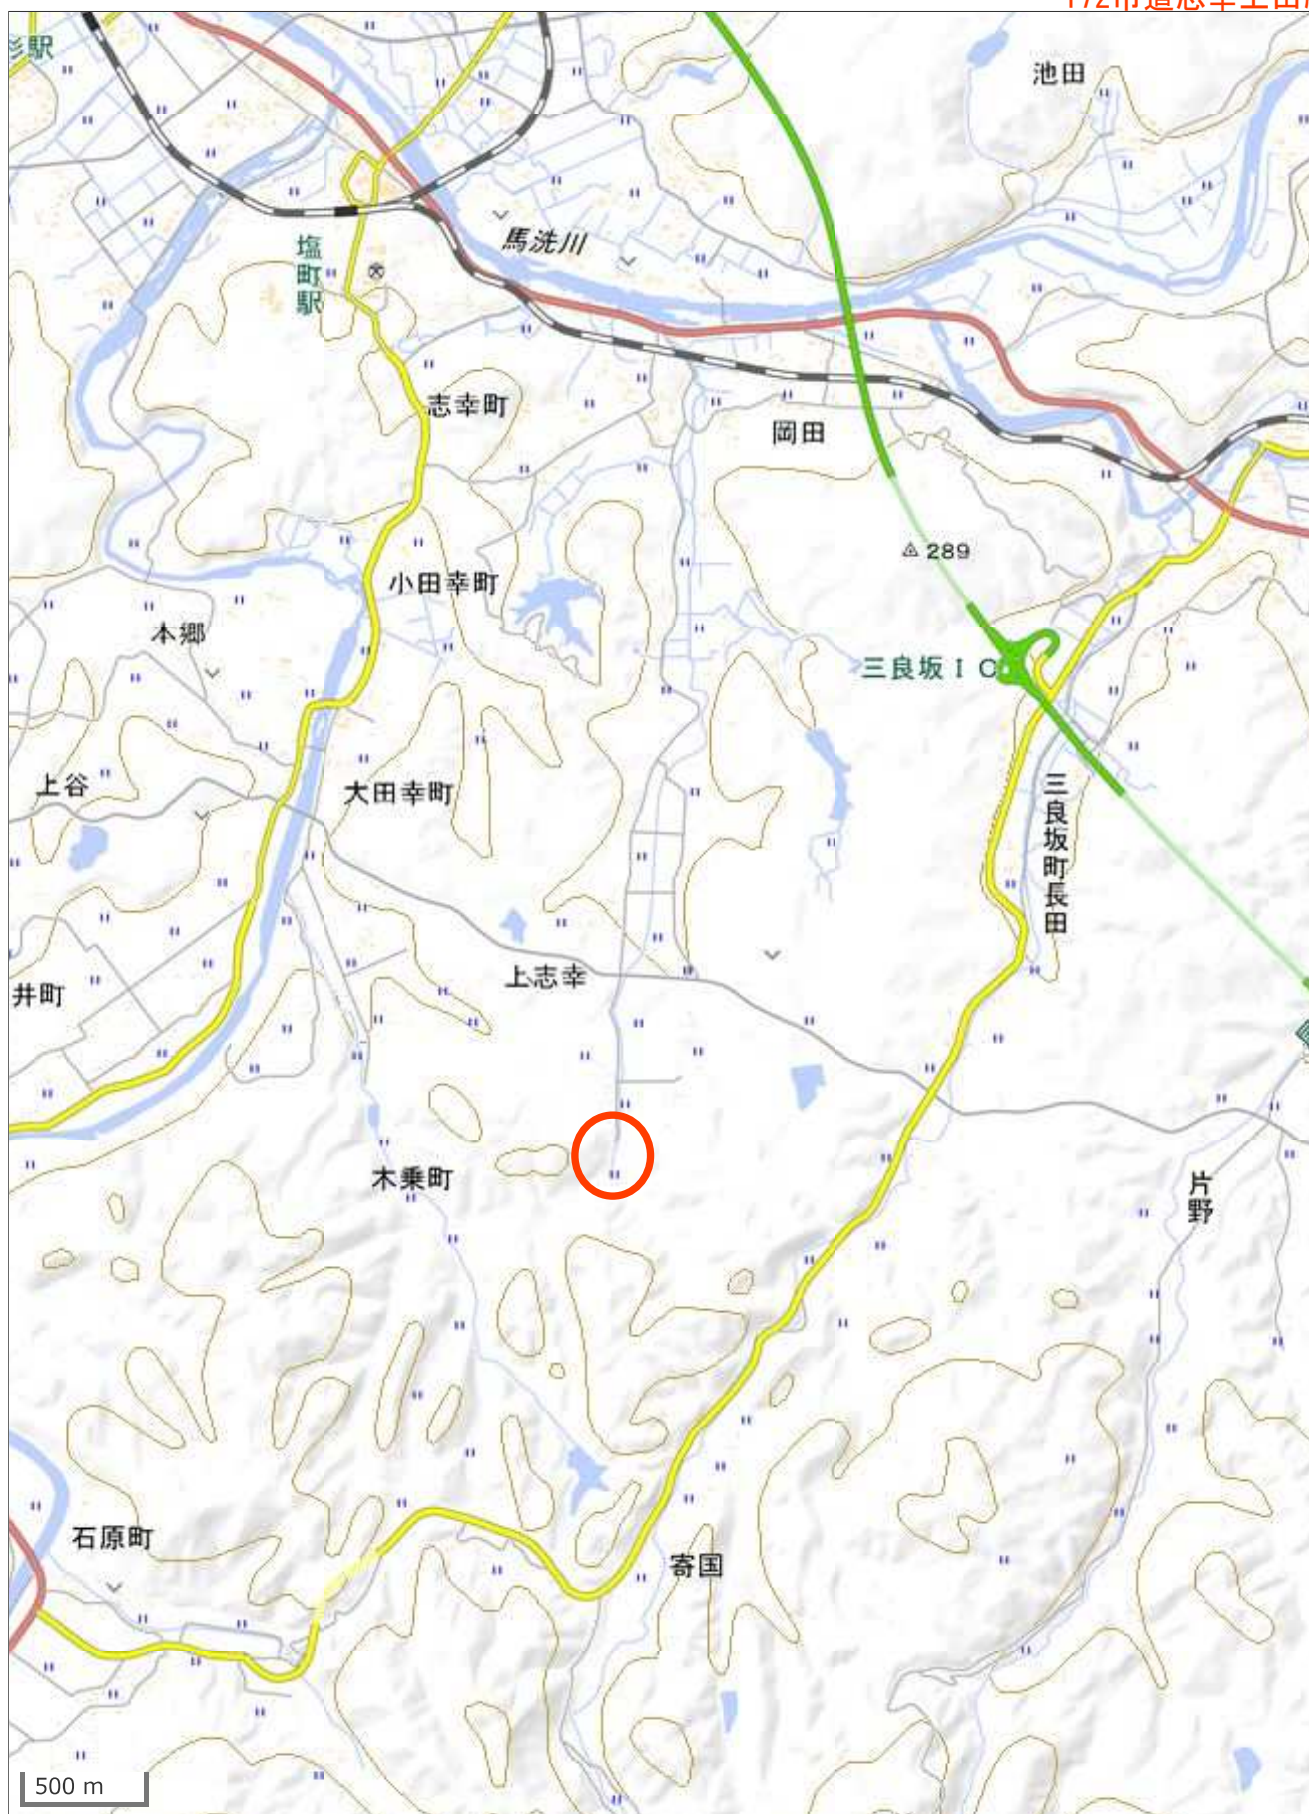 池田
馬洗川
塩町駅
志幸町
岡田
289
小田幸町
本郷
三良坂IC
上谷
大田幸町
三良坂町長田
上志幸
井町
木乗町
片野
石原町
寄国
500 m